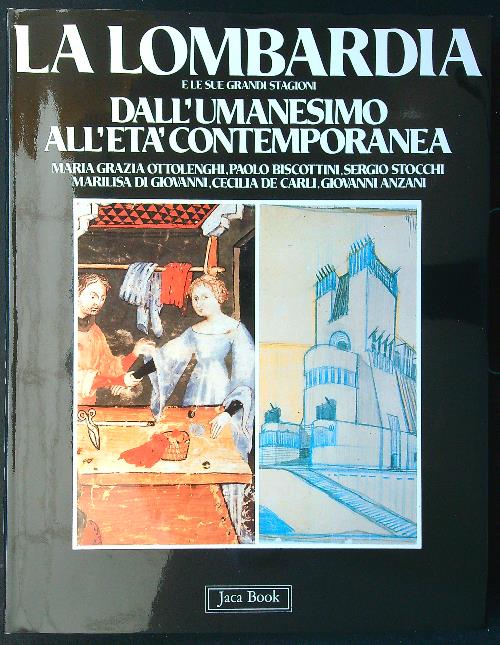 LA LOMBARDIA
E LE SUE GRANDI STAGIONI
DALL'UMANESIMO
ALL'ETA' CONTEMPORANEA
MARIA GRAZIA OTTOLENGHI, PAOLO BISCOTTINI, SERGIO STOCCHI
MARILISA DI GIOVANNI, CECILIA DE CARLI, GIOVANNI ANZANI
Jaca Book